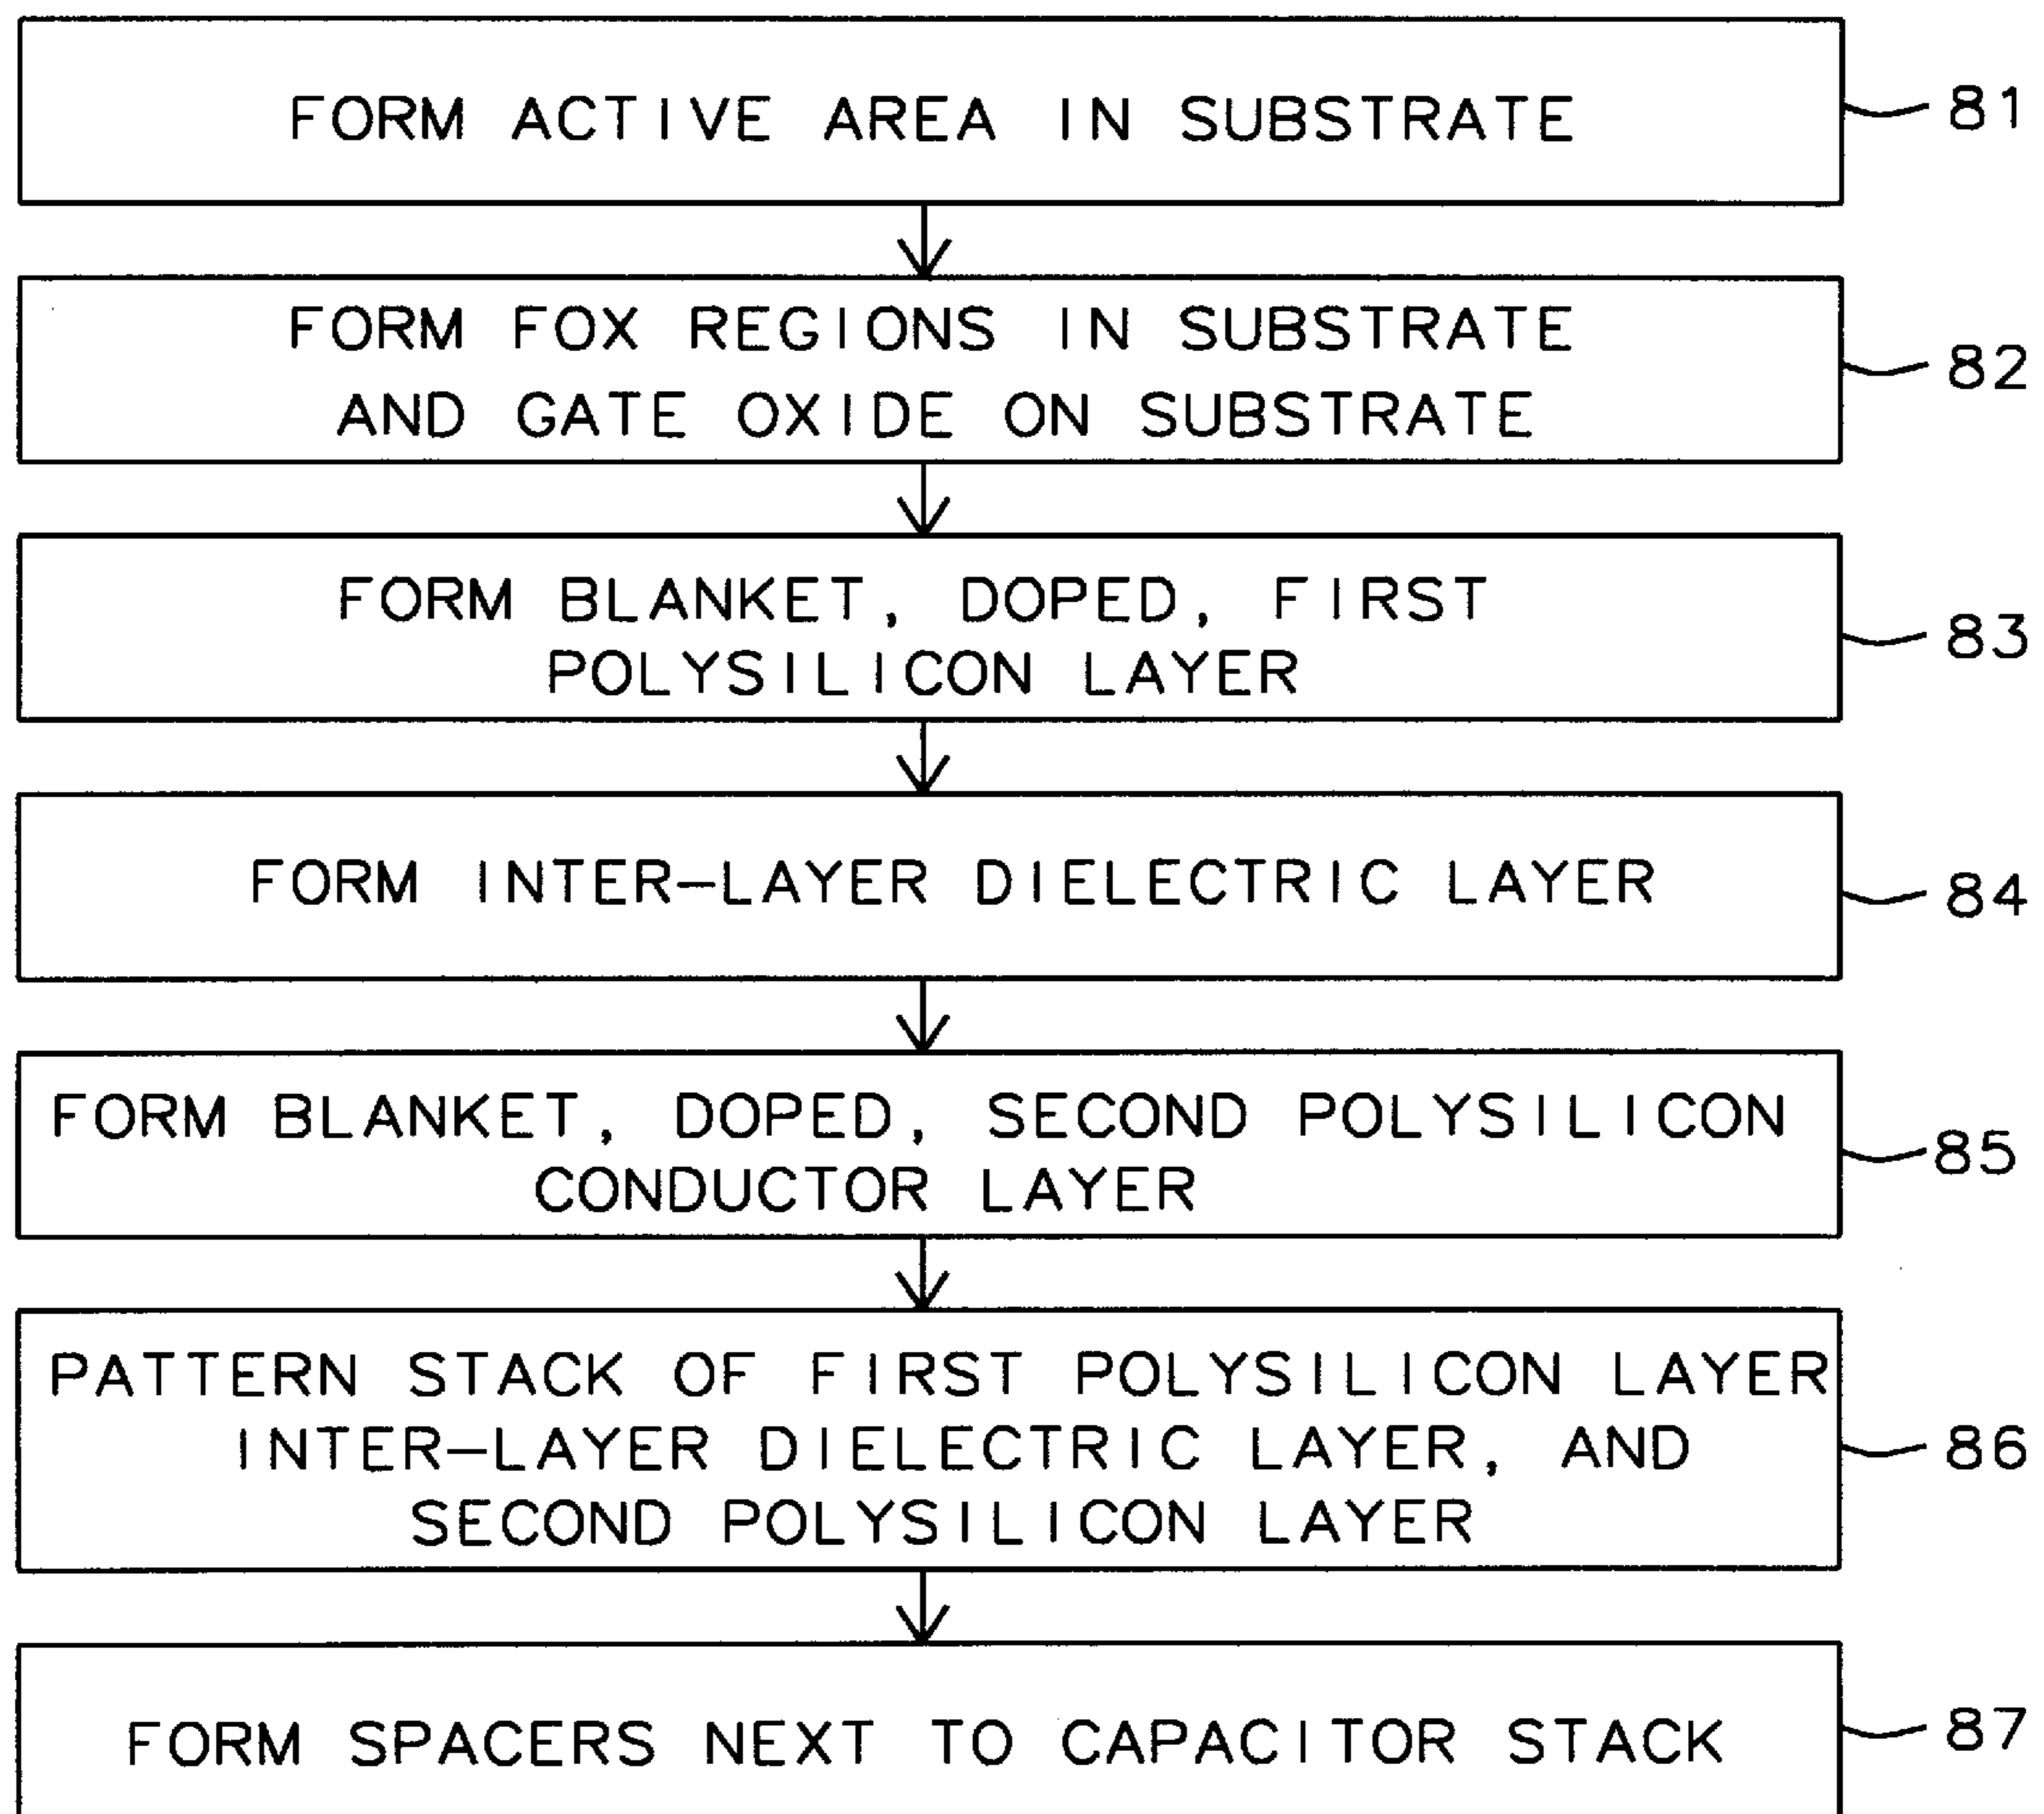 FORM ACTIVE AREA IN SUBSTRATE
81
FORM FOX REGIONS IN SUBSTRATE
AND GATE OXIDE ON SUBSTRATE
82
FORM BLANKET, DOPED, FIRST
POLYSILICON LAYER
83
FORM INTER-LAYER DIELECTRIC LAYER
84
FORM BLANKET, DOPED, SECOND POLYSILICON
CONDUCTOR LAYER
85
PATTERN STACK OF FIRST POLYSILICON LAYER
INTER-LAYER DIELECTRIC LAYER, AND
SECOND POLYSILICON LAYER
86
FORM SPACERS NEXT TO CAPACITOR STACK
87